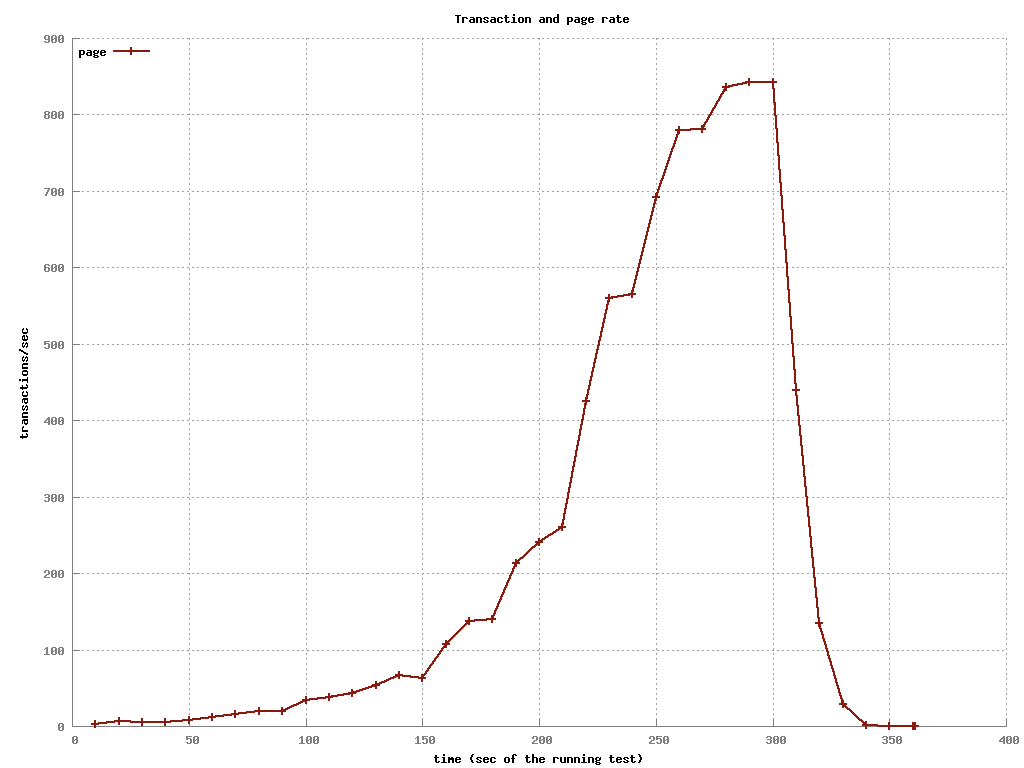 Transaction and page rate
page
900
800
700
600
500
400
300
200
100
0
transactions/sec
0 50 100 150 200 250 300 350 400
time (sec of the running test)